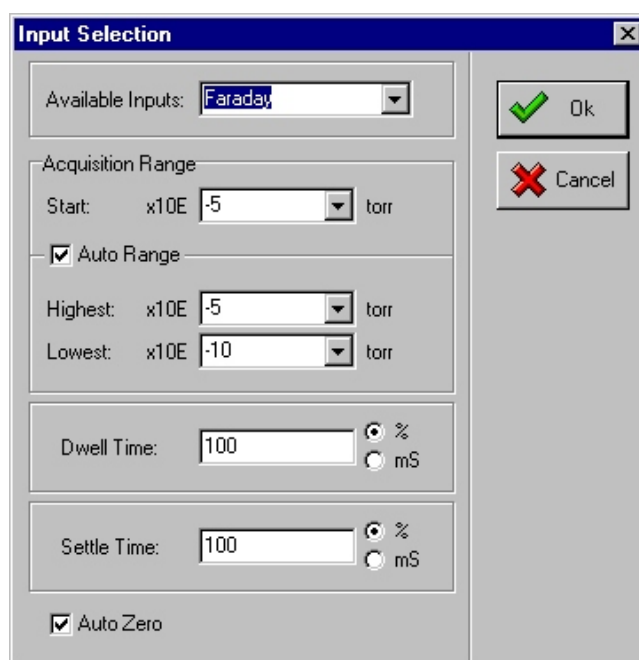 Input Selection
Available Inputs: Faraday
Ok
Cancel
Acquisition Range
Start: x10E -5 torr
Auto Range
Highest: x10E -5 torr
Lowest: x10E -10 torr
Dwell Time: 100 % mS
Settle Time: 100 % mS
Auto Zero